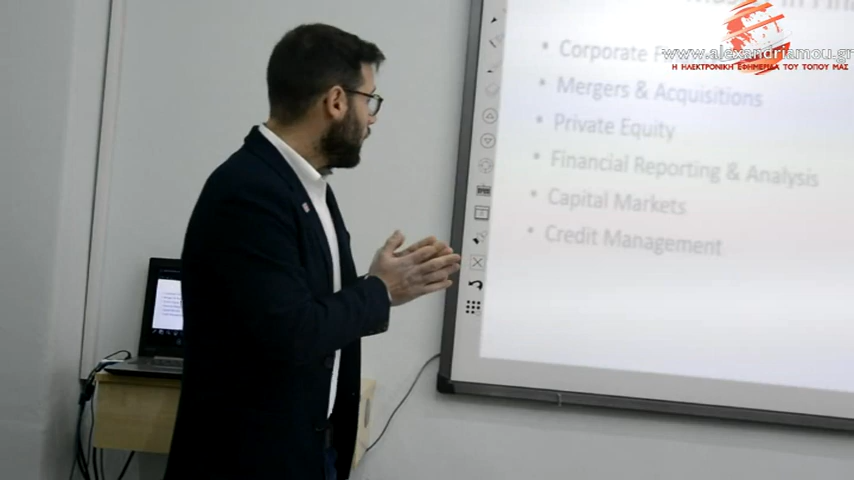 Corporate
Mergers & Acquisitions
Private Equity
Financial Reporting & Analysis
Capital Markets
Credit Management
www.alexandriamou.gr
Η ΗΛΕΚΤΡΟΝΙΚΗ ΕΦΗΜΕΡΙΔΑ ΤΟΥ ΤΟΠΟΥ ΜΑΣ